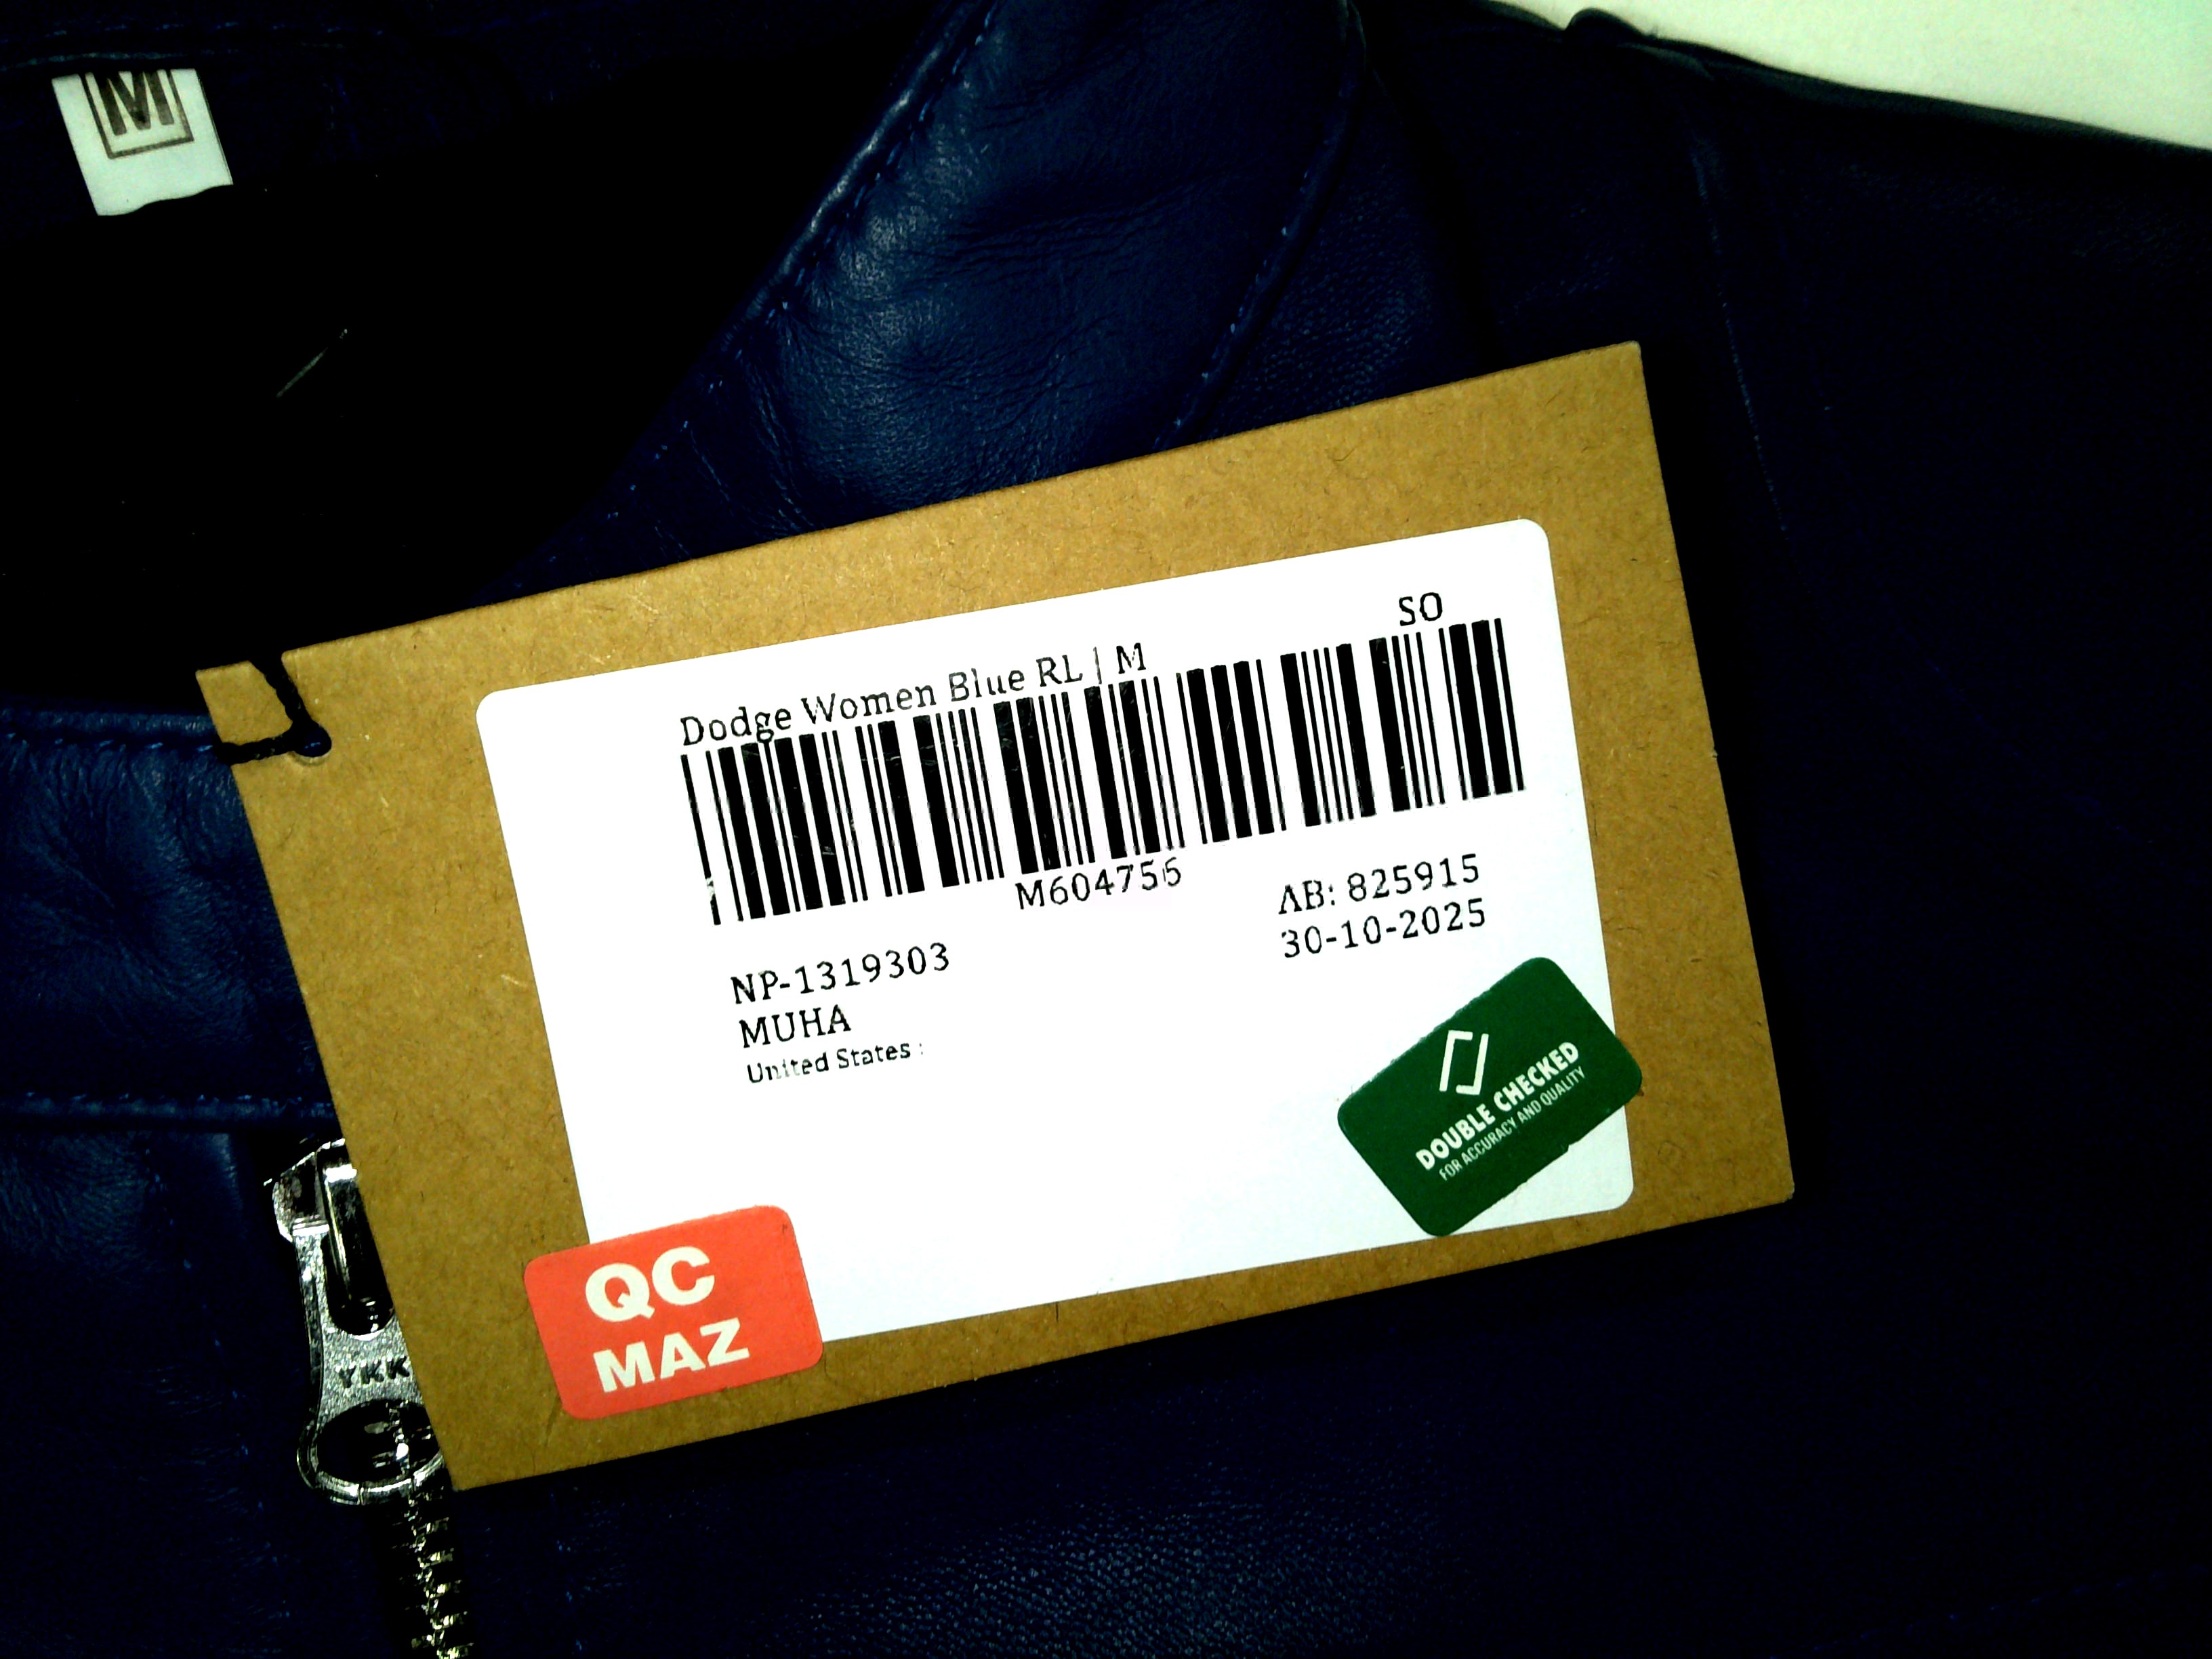 M
SO
Dodge Women Blue RL | M
M604756
AB: 825915
30-10-2025
NP-1319303
MUHA
United States :
DOUBLE CHECKED
FOR ACCURACY AND QUALITY
QC
MAZ
YKK